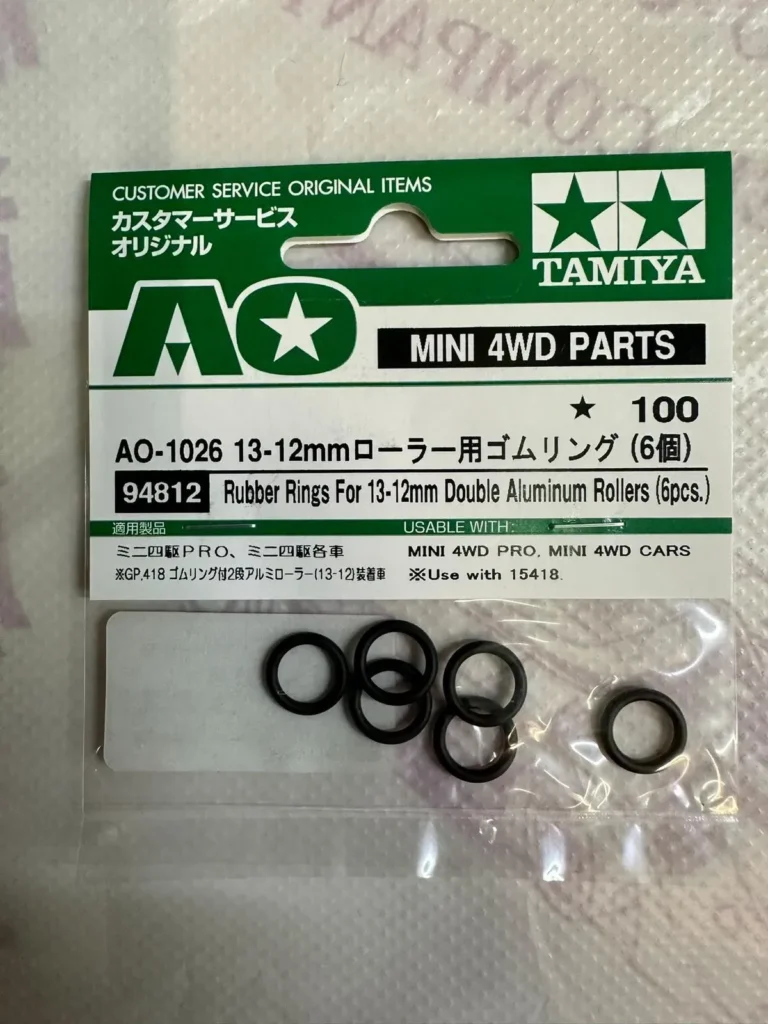 COMPANY
CUSTOMER SERVICE ORIGINAL ITEMS
カスタマーサービス
オリジナル
TAMIYA
AO
MINI 4WD PARTS
★ 100
AO-1026 13-12mmローラー用ゴムリング (6個)
94812 Rubber Rings For 13-12mm Double Aluminum Rollers (6pcs.)
適用製品
ミニ四駆PRO、ミニ四駆各車
※GP.418 ゴムリング付2段アルミローラー(13-12)装着車
USABLE WITH:
MINI 4WD PRO, MINI 4WD CARS
※Use with 15418.